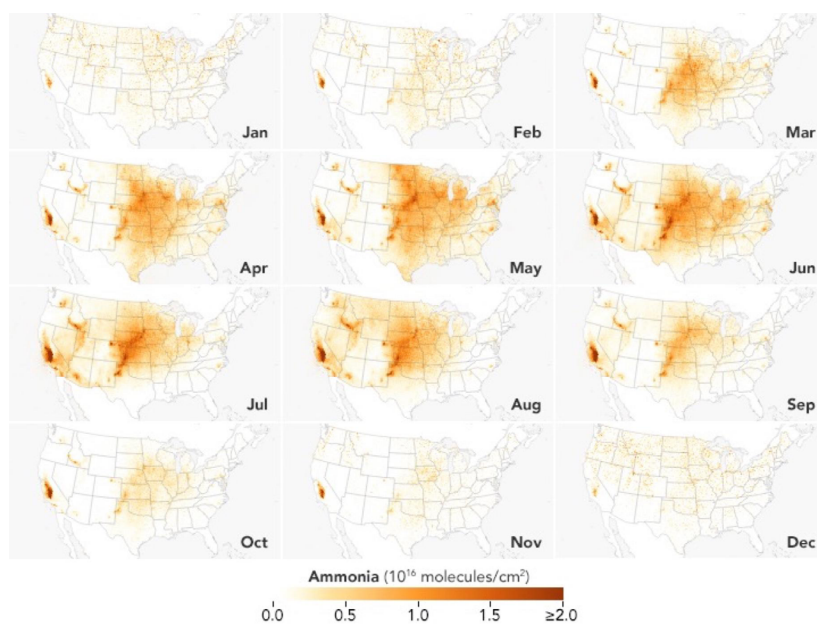 Jan
Feb
Mar
Apr
May
Jun
Jul
Aug
Sep
Oct
Nov
Dec
Ammonia (10¹⁶ molecules/cm²)
0.0 0.5 1.0 1.5 ≥2.0